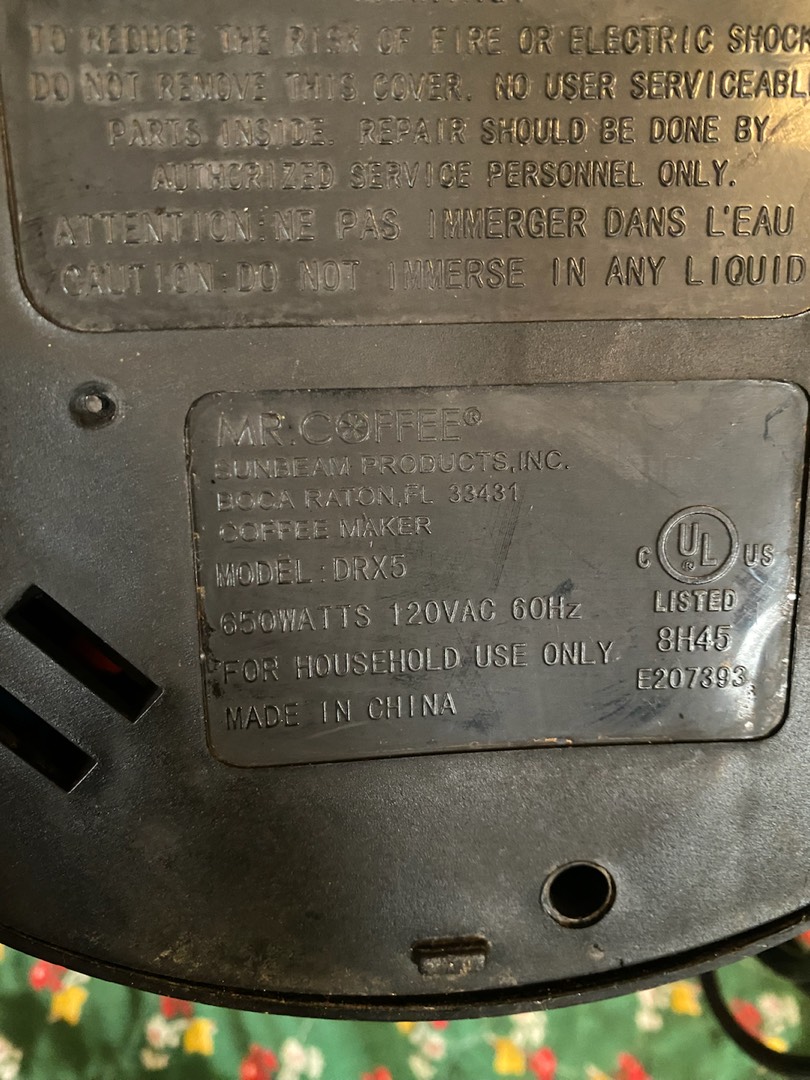 TO REDUCE THE RISK OF FIRE OR ELECTRIC SHOCK
DO NOT REMOVE THIS COVER. NO USER SERVICEABLE
PARTS INSIDE. REPAIR SHOULD BE DONE BY
AUTHORIZED SERVICE PERSONNEL ONLY.
ATTENTION:NE PAS IMMERGER DANS L'EAU
CAUTION:DO NOT IMMERSE IN ANY LIQUID
MR.COFFEE®
SUNBEAM PRODUCTS,INC.
BOCA RATON,FL 33431
COFFEE MAKER
MODEL:DRX5
650WATTS 120VAC 60Hz
FOR HOUSEHOLD USE ONLY
MADE IN CHINA
C UL® US
LISTED
8H45
E207393